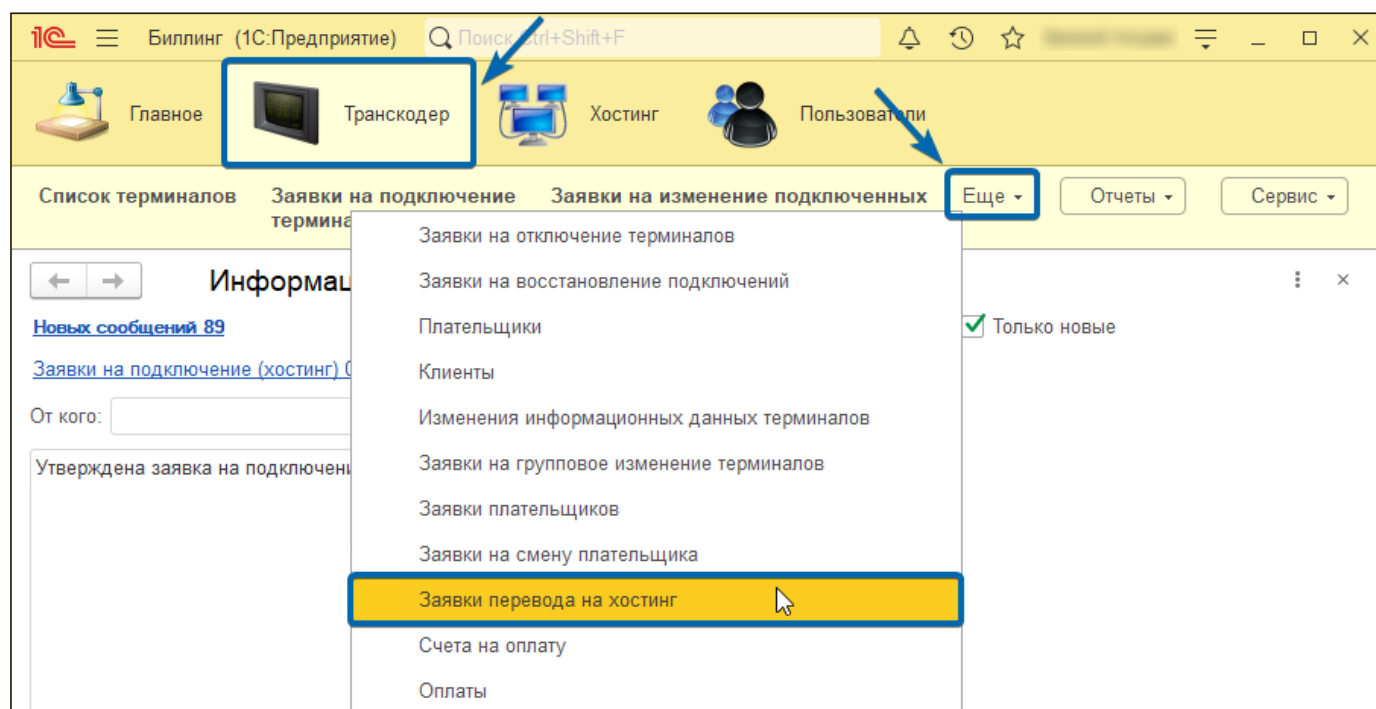 1С Биллинг (1С:Предприятие) Поиск Ctrl+Shift+F
Главное Транскодер Хостинг Пользователи
Список терминалов Заявки на подключение Заявки на изменение подключенных Еще Отчеты Сервис
термина
Заявки на отключение терминалов
Информац
Заявки на восстановление подключений
Новых сообщений 89
Плательщики
Только новые
Заявки на подключение (хостинг) 0
Клиенты
От кого:
Изменения информационных данных терминалов
Утверждена заявка на подключени
Заявки на групповое изменение терминалов
Заявки плательщиков
Заявки на смену плательщика
Заявки перевода на хостинг
Счета на оплату
Оплаты